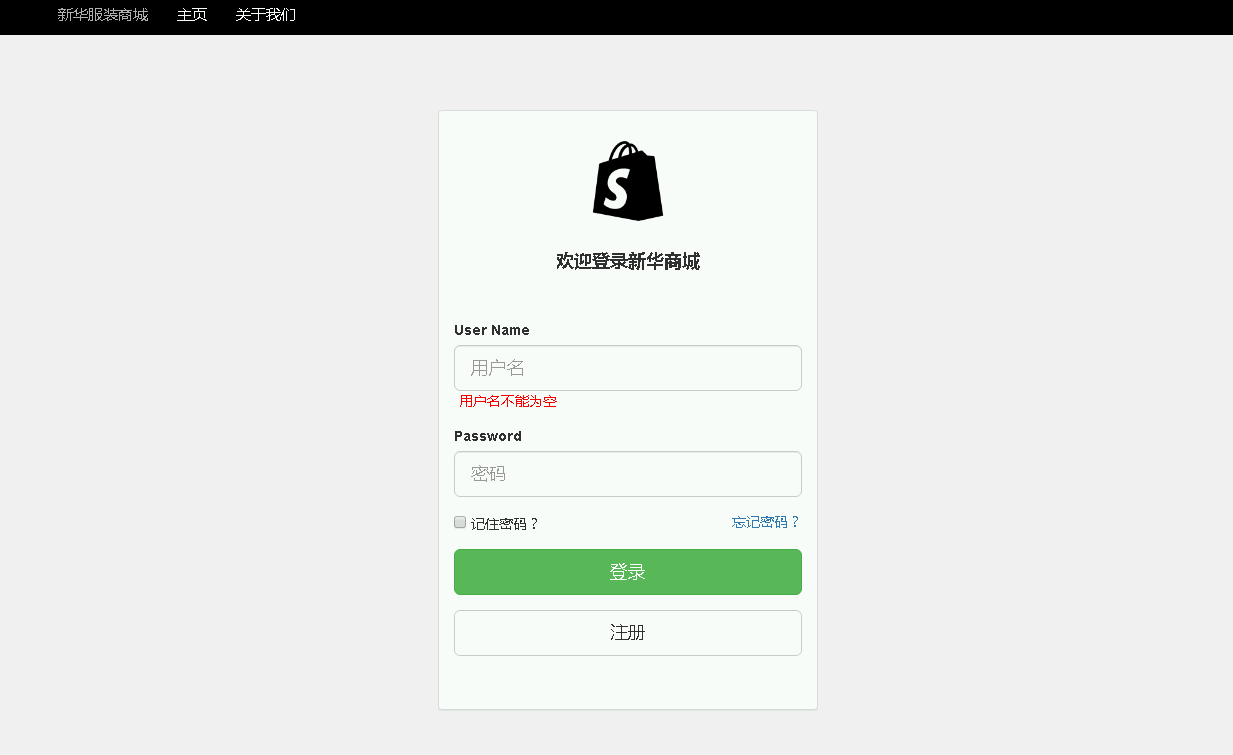 新华服装商城 主页 关于我们
S
欢迎登录新华商城
User Name
用户名
用户名不能为空
Password
密码
记住密码？ 忘记密码？
登录
注册